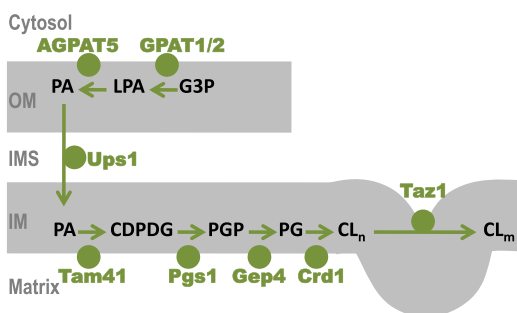 Cytosol
AGPAT5 GPAT1/2
PA LPA G3P
OM
IMS Ups1
Taz1
IM
PA CDPDG PGP PG CLn CLm
Tam41 Pgs1 Gep4 Crd1
Matrix